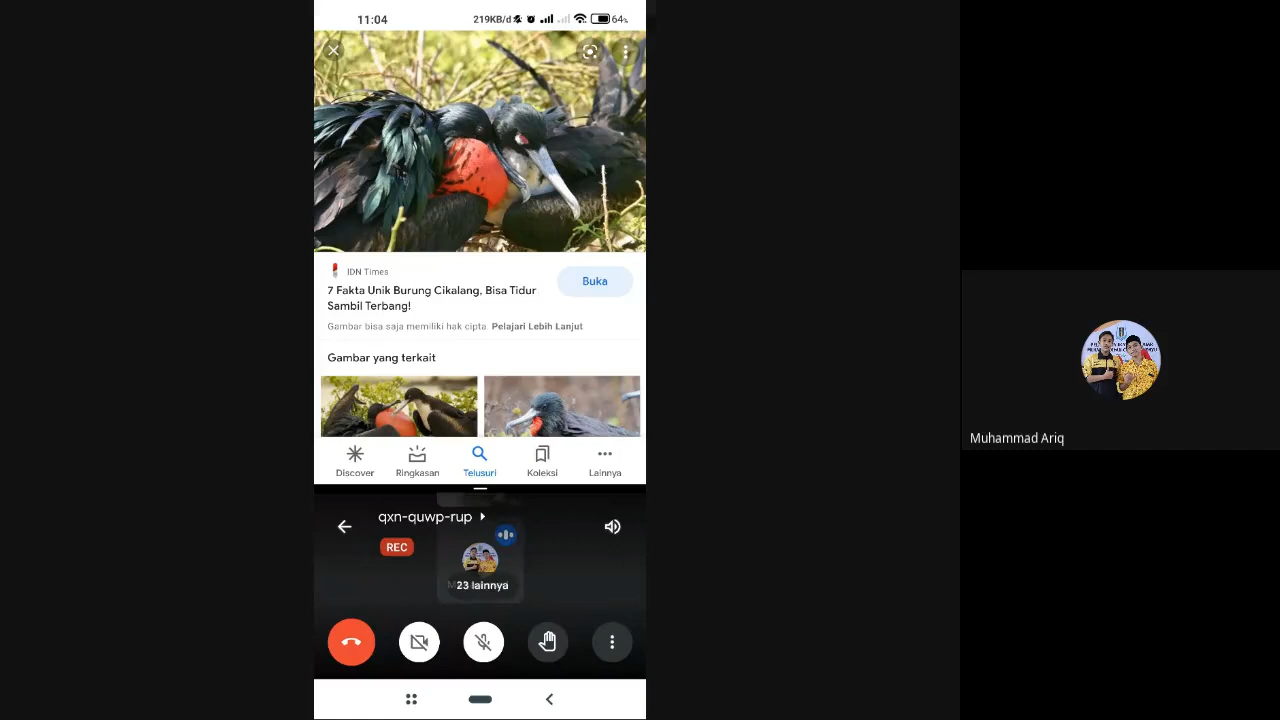 11:04
219KB/d
64%
IDN Times
Buka
7 Fakta Unik Burung Cikalang, Bisa Tidur
Sambil Terbang!
Gambar bisa saja memiliki hak cipta. Pelajari Lebih Lanjut
Gambar yang terkait
Discover
Ringkasan
Telusuri
Koleksi
Lainnya
qxn-quwp-rup
REC
23 lainnya
Muhammad Ariq